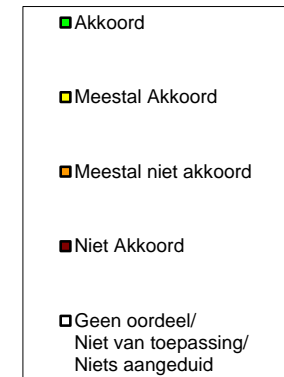 Akkoord
Meestal Akkoord
Meestal niet akkoord
Niet Akkoord
Geen oordeel/
Niet van toepassing/
Niets aangeduid